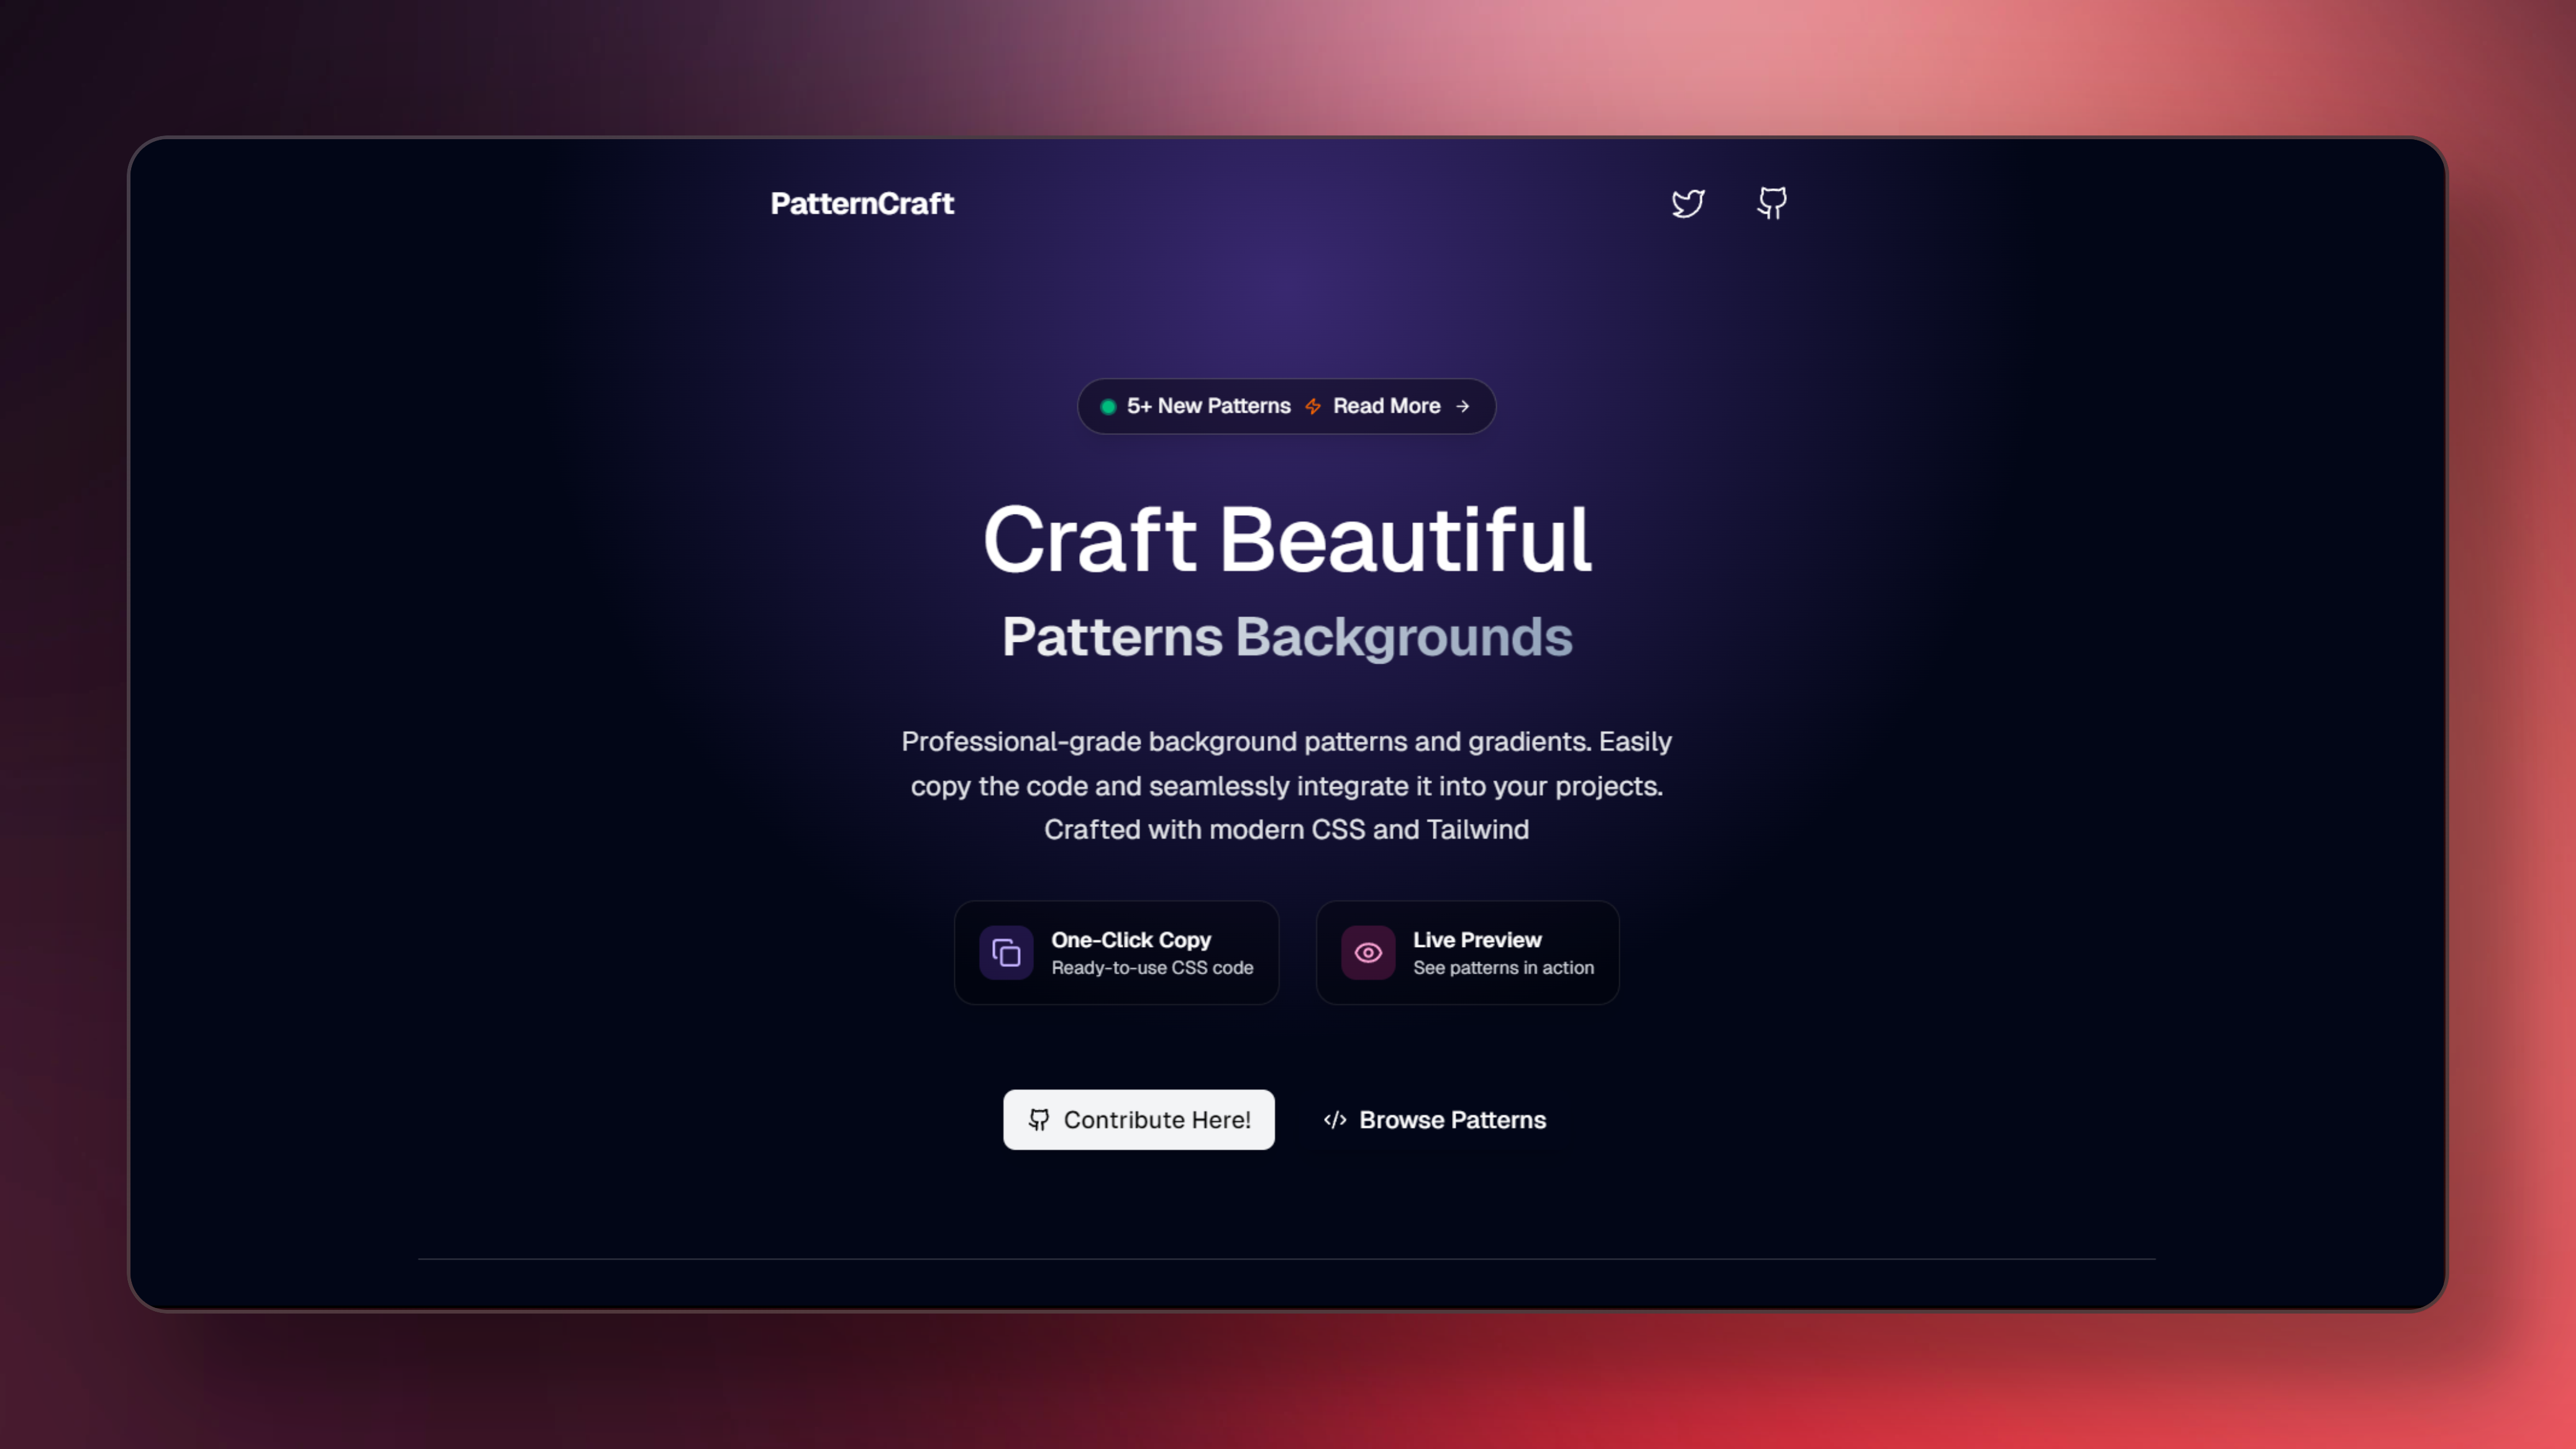 PatternCraft
5+ New Patterns Read More
Craft Beautiful
Patterns Backgrounds
Professional-grade background patterns and gradients. Easily
copy the code and seamlessly integrate it into your projects.
Crafted with modern CSS and Tailwind
One-Click Copy
Ready-to-use CSS code
Live Preview
See patterns in action
Contribute Here!
Browse Patterns